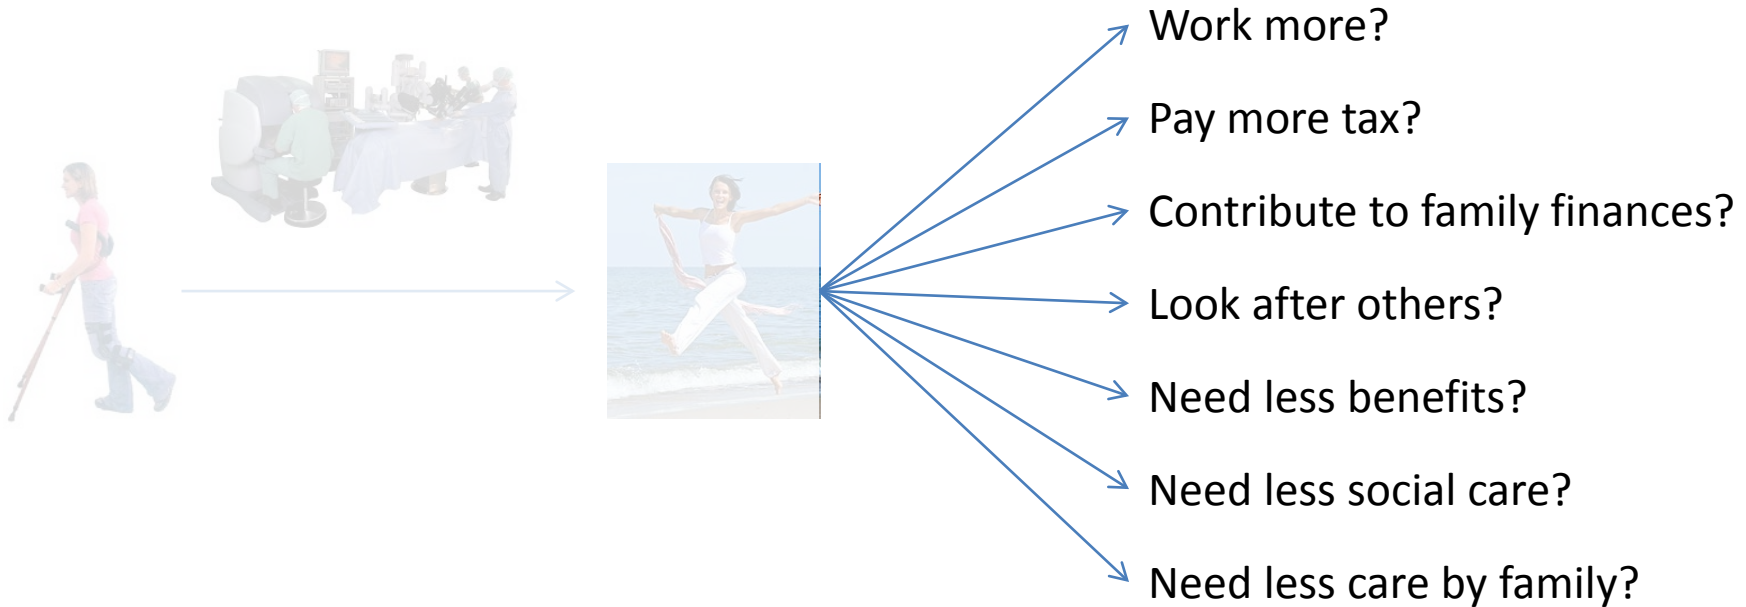 Work more?
Pay more tax?
Contribute to family finances?
Look after others?
Need less benefits?
Need less social care?
Need less care by family?